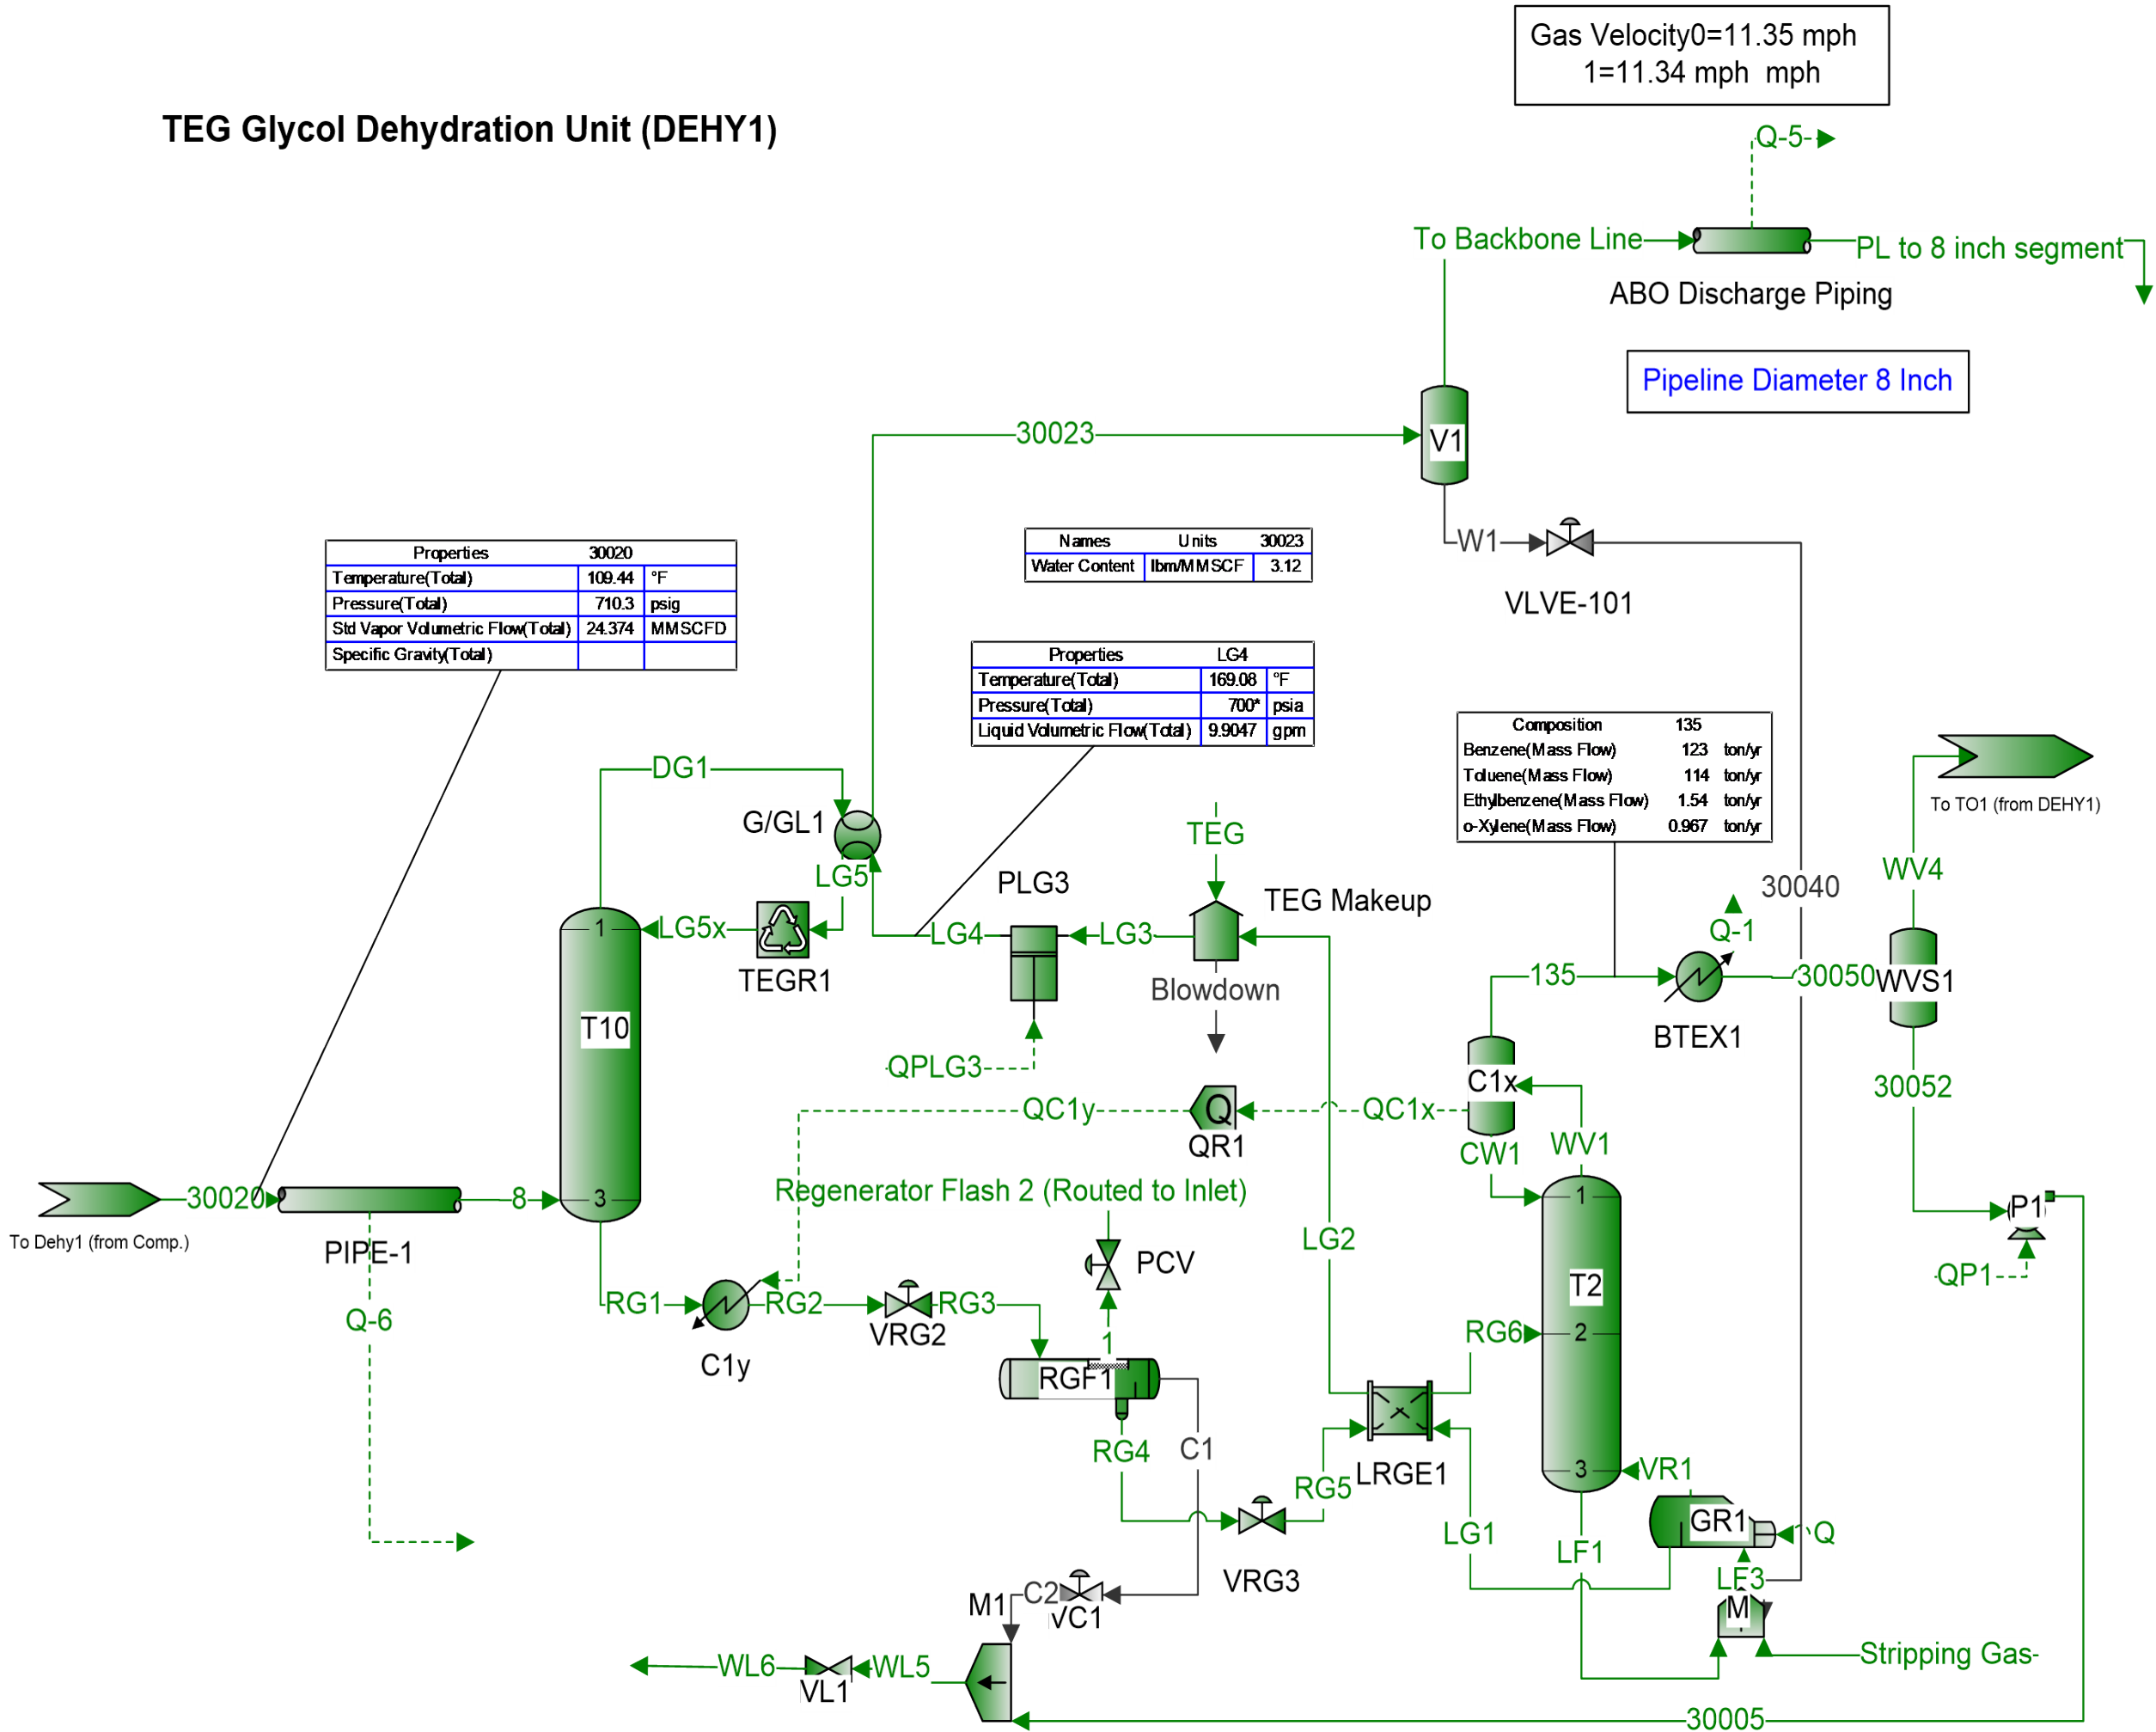 Gas Velocity0=11.35 mph
1=11.34 mph  mph
TEG Glycol Dehydration Unit (DEHY1)
Q-5
To Backbone Line
PL to 8 inch segment
ABO Discharge Piping
Pipeline Diameter 8 Inch
30023
V1
W1
VLVE-101
Properties 30020
Temperature(Total) 109.44 °F
Pressure(Total) 710.3 psig
Std Vapor Volumetric Flow(Total) 24.374 MMSCFD
Specific Gravity(Total)
Names Units 30023
Water Content lbm/MMSCF 3.12
Properties LG4
Temperature(Total) 169.08 °F
Pressure(Total) 700* psia
Liquid Volumetric Flow(Total) 9.9047 gpm
Composition 135
Benzene(Mass Flow) 123 ton/yr
Toluene(Mass Flow) 114 ton/yr
Ethylbenzene(Mass Flow) 1.54 ton/yr
o-Xylene(Mass Flow) 0.967 ton/yr
To TO1 (from DEHY1)
DG1
G/GL1
LG5
TEG
PLG3
TEG Makeup
30040
WV4
1
LG5x
TEGR1
LG4
LG3
Q-1
Blowdown
135
30050
WVS1
BTEX1
T10
QPLG3
C1x
30052
QC1y
Q
QC1x
QR1
CW1
WV1
Regenerator Flash 2 (Routed to Inlet)
30020
8
3
1
P1
To Dehy1 (from Comp.)
PIPE-1
LG2
PCV
QP1
T2
Q-6
RG1
RG2
RG3
VRG2
C1y
1
RG6
2
RGF1
RG4
C1
LRGE1
RG5
3
VR1
GR1
Q
LG1
LF1
VRG3
LF3
M1
C2
VC1
M
Stripping Gas
WL6
WL5
VL1
30005